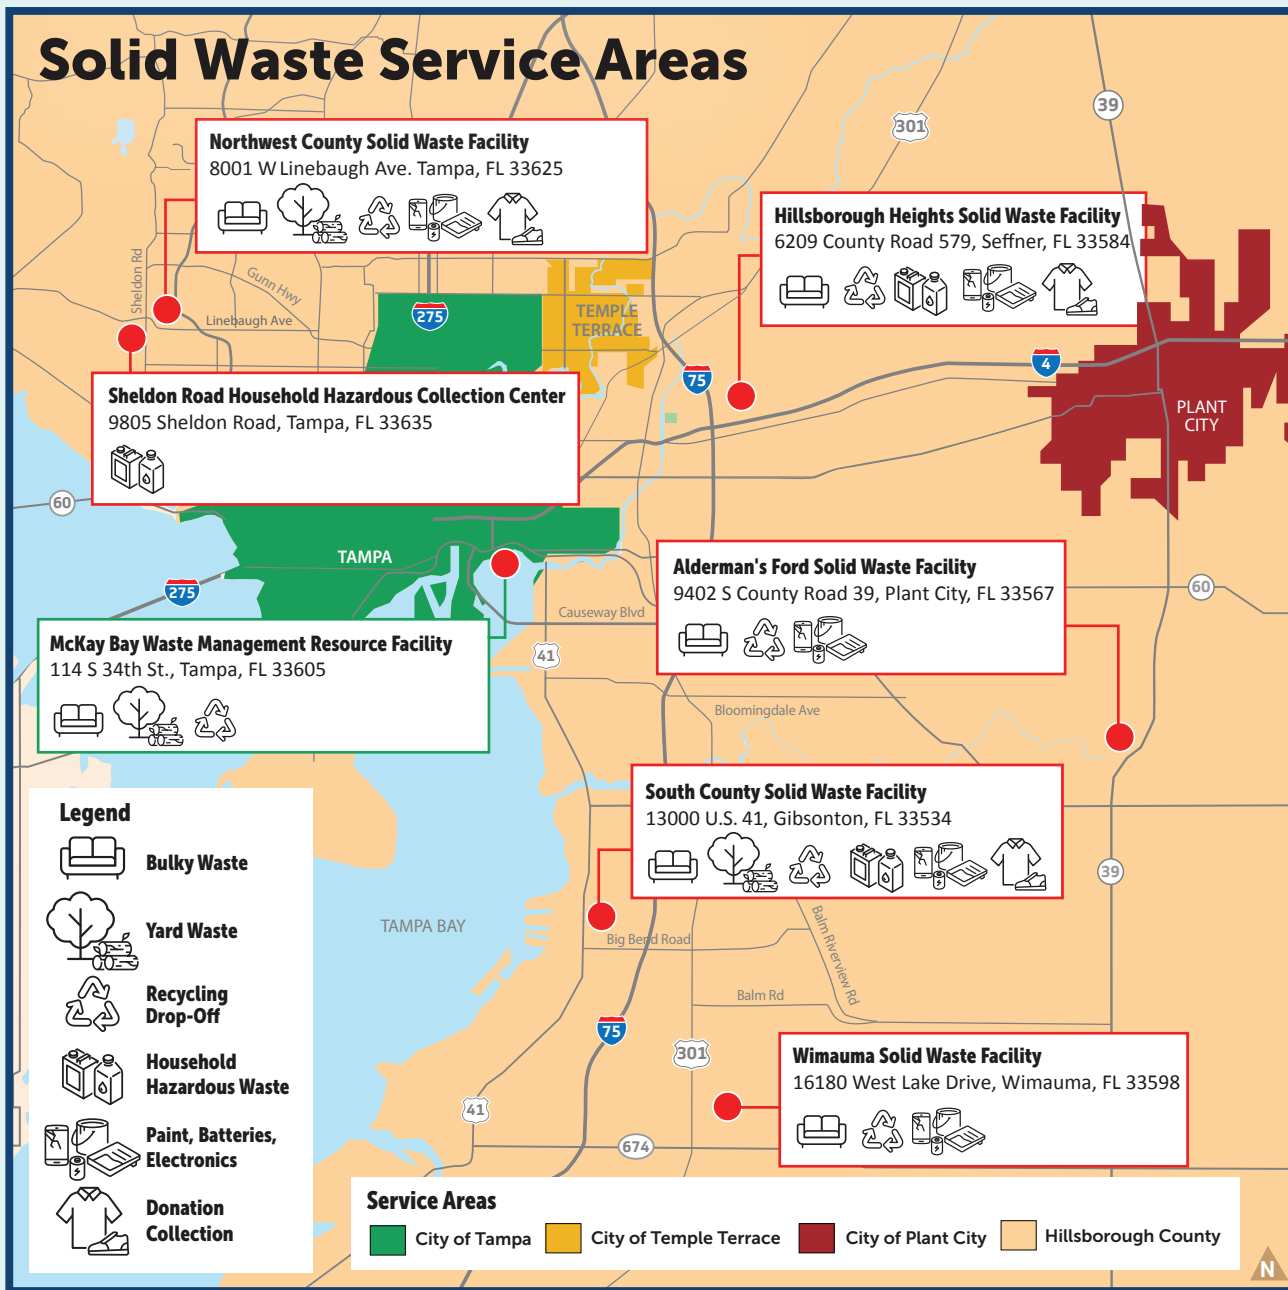 Solid Waste Service Areas
39
301
Northwest County Solid Waste Facility
8001 W Linebaugh Ave. Tampa, FL 33625
Hillsborough Heights Solid Waste Facility
6209 County Road 579, Seffner, FL 33584
Sheldon Rd
Gunn Hwy
Linebaugh Ave
275
TEMPLE
TERRACE
75
4
PLANT
CITY
Sheldon Road Household Hazardous Collection Center
9805 Sheldon Road, Tampa, FL 33635
60
TAMPA
275
Causeway Blvd
41
Alderman's Ford Solid Waste Facility
9402 S County Road 39, Plant City, FL 33567
60
McKay Bay Waste Management Resource Facility
114 S 34th St., Tampa, FL 33605
Bloomingdale Ave
South County Solid Waste Facility
13000 U.S. 41, Gibsonton, FL 33534
39
TAMPA BAY
Big Bend Road
Balm Riverview Rd
Balm Rd
75
301
41
674
Wimauma Solid Waste Facility
16180 West Lake Drive, Wimauma, FL 33598
Legend
Bulky Waste
Yard Waste
Recycling
Drop-Off
Household
Hazardous Waste
Paint, Batteries,
Electronics
Donation
Collection
Service Areas
City of Tampa
City of Temple Terrace
City of Plant City
Hillsborough County
N